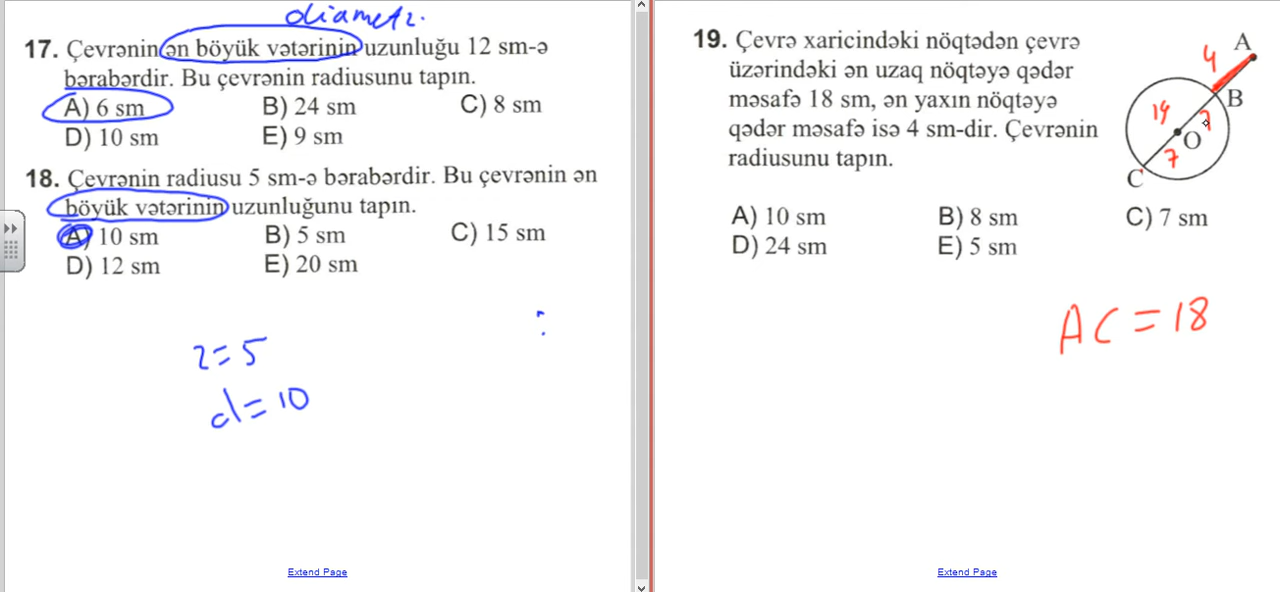 diametr.
17. Çevrənin ən böyük vətərinin uzunluğu 12 sm-ə
bərabərdir. Bu çevrənin radiusunu tapın.
A) 6 sm B) 24 sm C) 8 sm
D) 10 sm E) 9 sm
18. Çevrənin radiusu 5 sm-ə bərabərdir. Bu çevrənin ən
böyük vətərinin uzunluğunu tapın.
A) 10 sm B) 5 sm C) 15 sm
D) 12 sm E) 20 sm
r=5
d=10
Extend Page
19. Çevrə xaricindəki nöqtədən çevrə
üzərindəki ən uzaq nöqtəyə qədər
məsafə 18 sm, ən yaxın nöqtəyə
qədər məsafə isə 4 sm-dir. Çevrənin
radiusunu tapın.
A
4
B
14
7
O
7
C
A) 10 sm B) 8 sm C) 7 sm
D) 24 sm E) 5 sm
AC=18
Extend Page